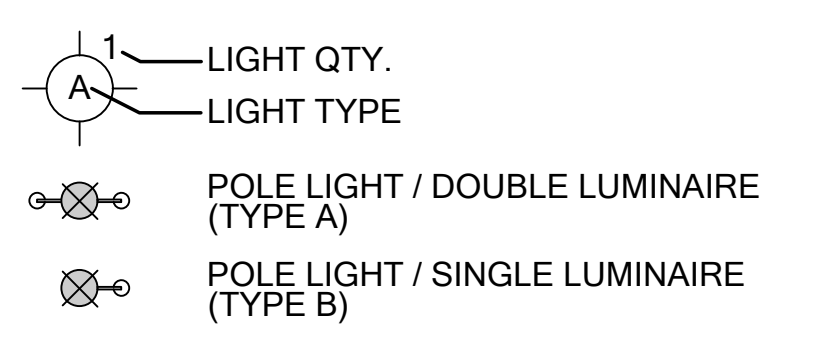 1 LIGHT QTY.
A LIGHT TYPE
POLE LIGHT / DOUBLE LUMINAIRE
(TYPE A)
POLE LIGHT / SINGLE LUMINAIRE
(TYPE B)